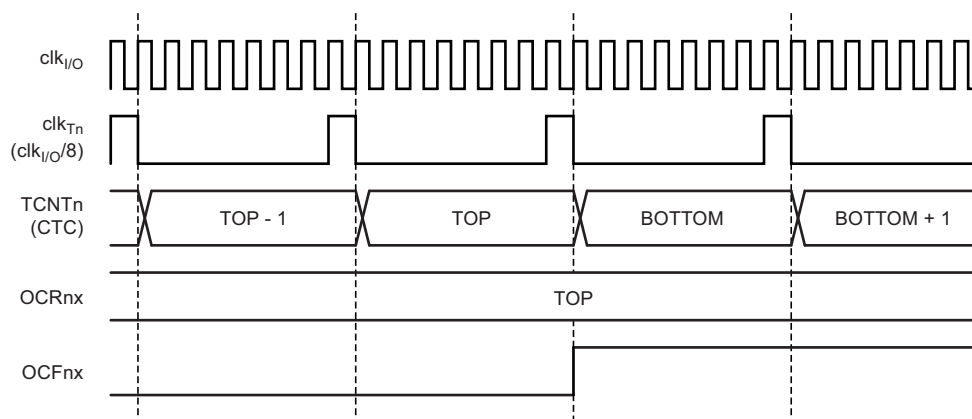 clkI/O
clkTn
(clkI/O/8)
TCNTn
(CTC)
TOP - 1
TOP
BOTTOM
BOTTOM + 1
OCRnx
TOP
OCFnx